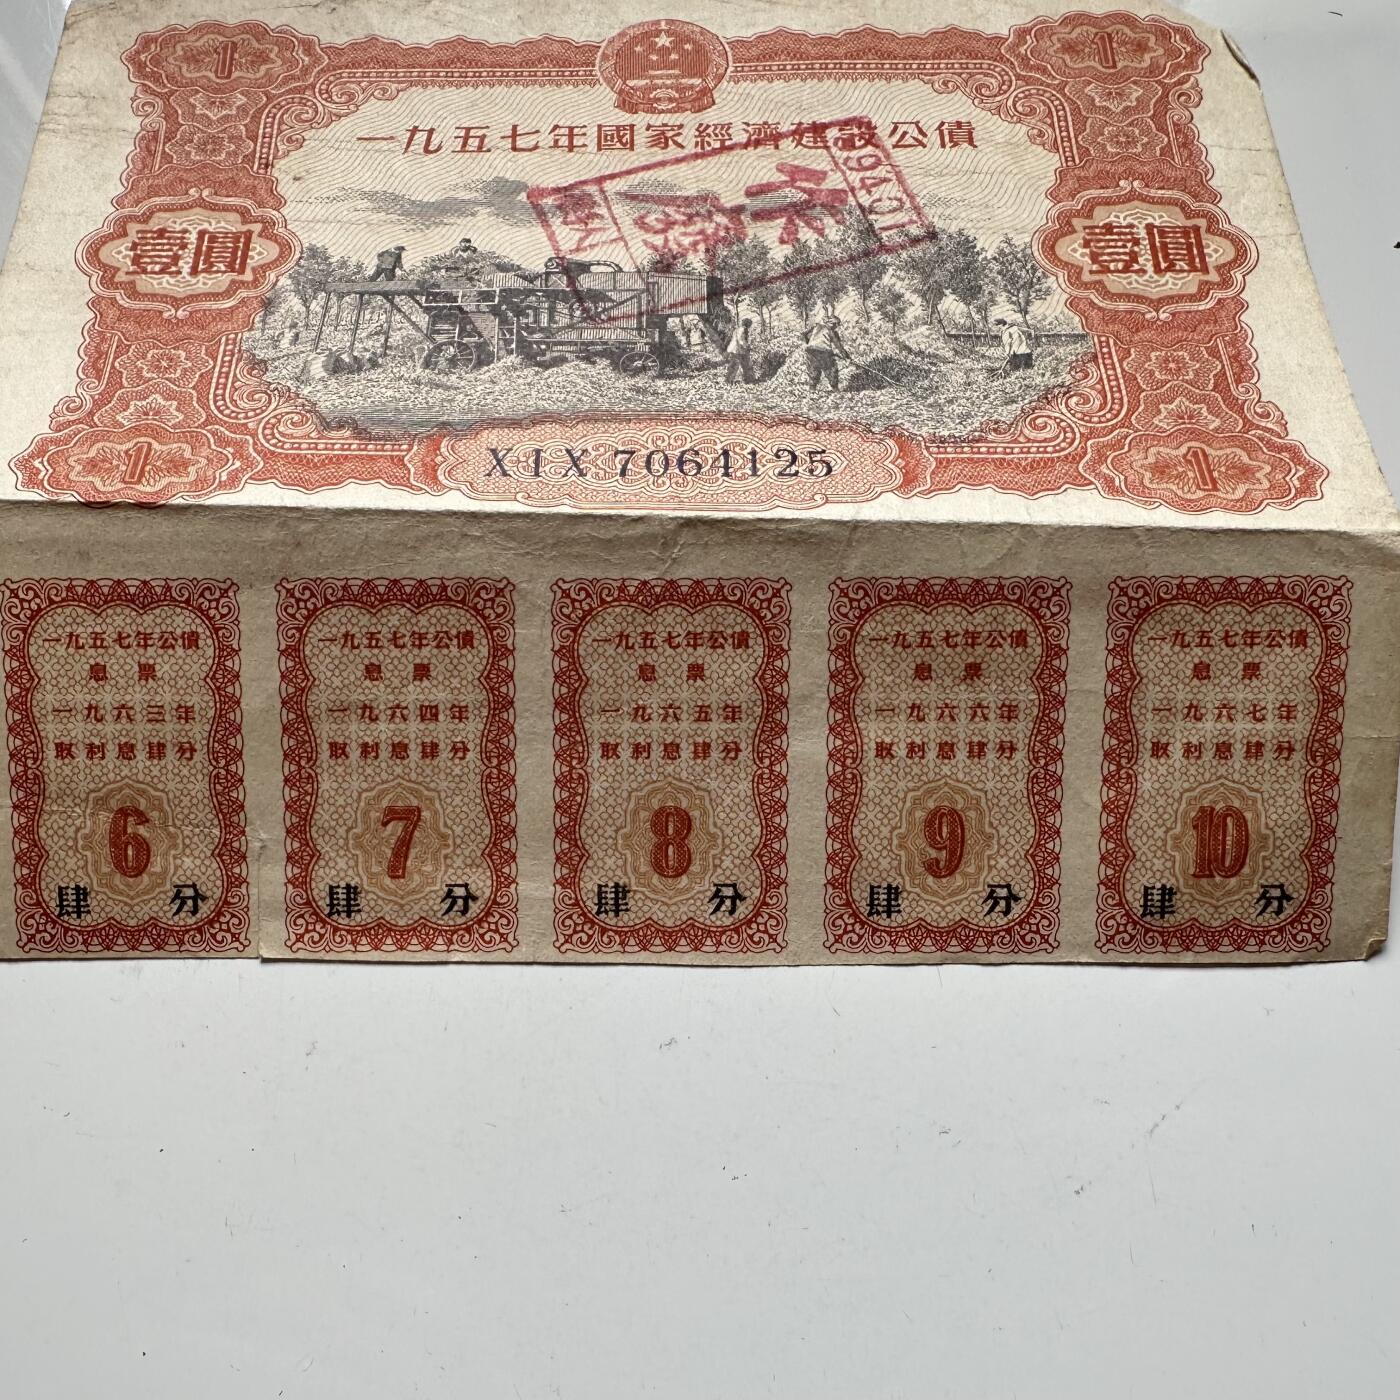 1 1
一九五七年國家經濟建設公債
作廢
壹圓 壹圓
1 1
XIX 7064125
一九五七年公債
息票
一九六三年
取利息肆分
6
肆 分
一九五七年公債
息票
一九六四年
取利息肆分
7
肆 分
一九五七年公債
息票
一九六五年
取利息肆分
8
肆 分
一九五七年公債
息票
一九六六年
取利息肆分
9
肆 分
一九五七年公債
息票
一九六七年
取利息肆分
10
肆 分